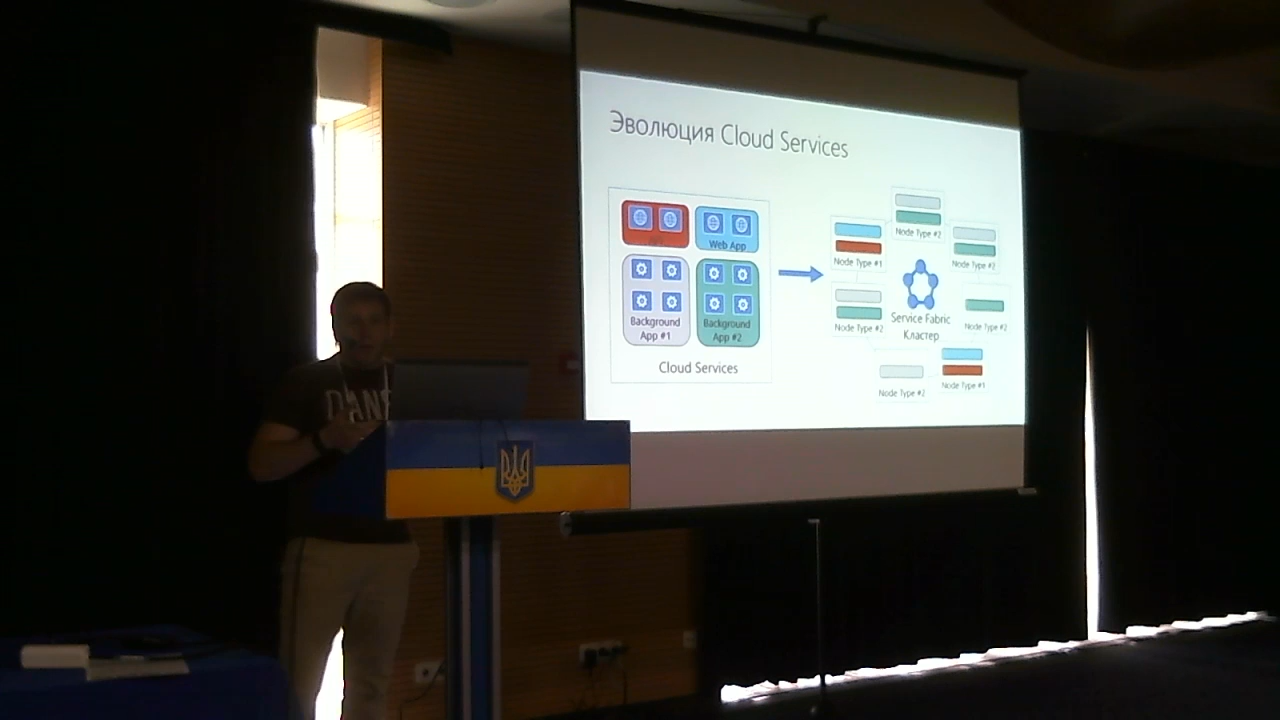 Эволюция Cloud Services
Web App
Background
App #1
Background
App #2
Cloud Services
Node Type #2
Node Type #1
Node Type #2
Node Type #2
Node Type #2
Service Fabric
Кластер
Node Type #1
Node Type #2